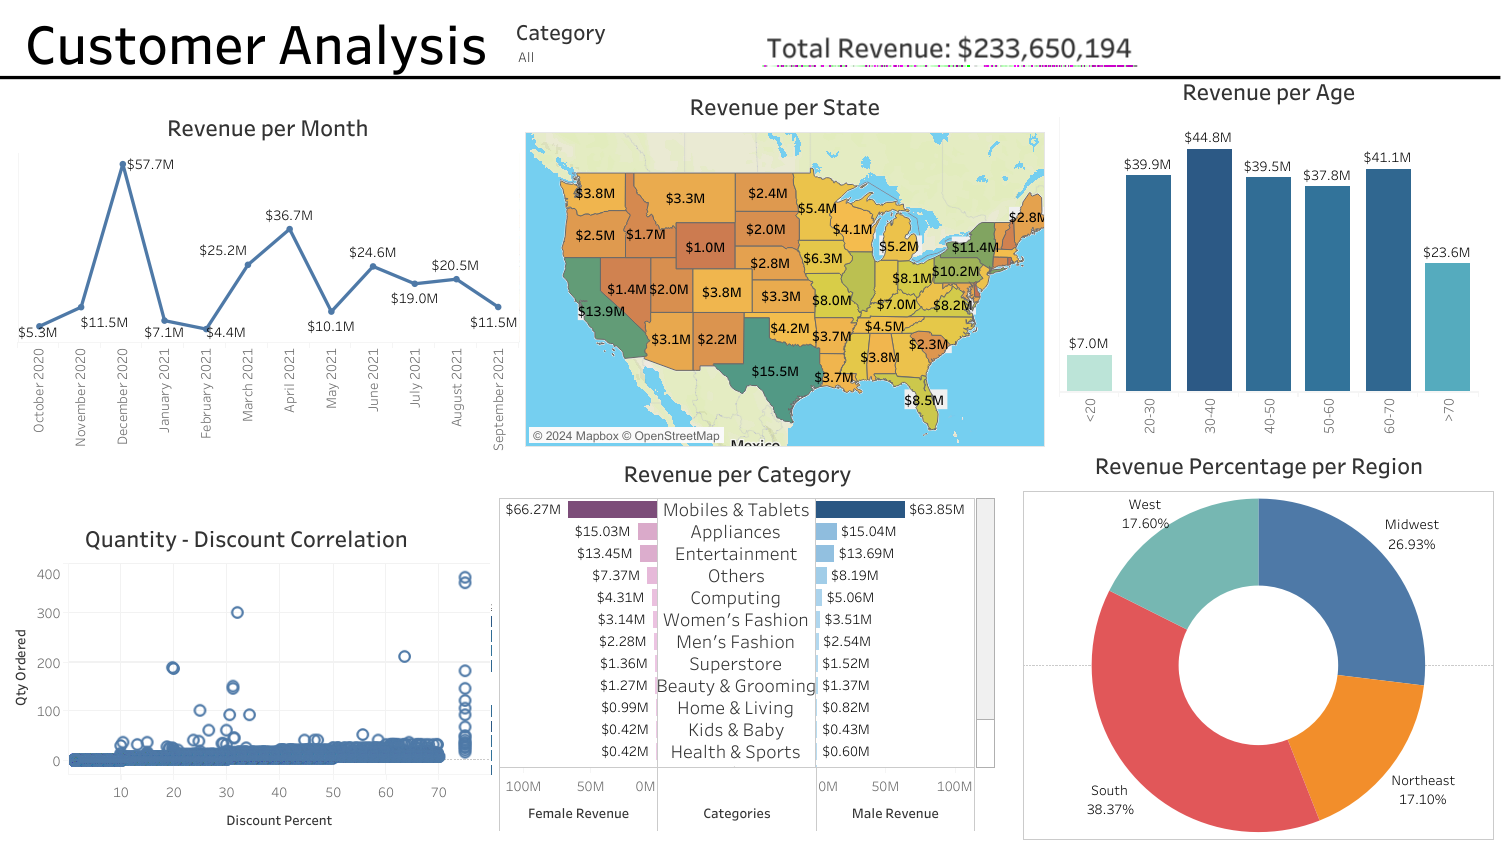 Customer Analysis
Category
All
Total Revenue: $233,650,194
Revenue per Month
$57.7M
$36.7M
$25.2M
$24.6M
$20.5M
$19.0M
$5.3M
$11.5M
$7.1M
$4.4M
$10.1M
$11.5M
October 2020
November 2020
December 2020
January 2021
February 2021
March 2021
April 2021
May 2021
June 2021
July 2021
August 2021
September 2021
Revenue per State
$3.8M
$3.3M
$2.4M
$5.4M
$2.8M
$2.5M
$1.7M
$1.0M
$2.0M
$4.1M
$5.2M
$11.4M
$2.8M
$6.3M
$8.1M
$10.2M
$13.9M
$1.4M
$2.0M
$3.8M
$3.3M
$8.0M
$7.0M
$8.2M
$3.1M
$2.2M
$4.2M
$3.7M
$4.5M
$2.3M
$3.8M
$15.5M
$3.7M
$8.5M
© 2024 Mapbox © OpenStreetMap
Mexico
Revenue per Age
$7.0M
$39.9M
$44.8M
$39.5M
$37.8M
$41.1M
$23.6M
<20
20-30
30-40
40-50
50-60
60-70
>70
Quantity - Discount Correlation
Qty Ordered
400
300
200
100
0
10 20 30 40 50 60 70
Discount Percent
Revenue per Category
$66.27M Mobiles & Tablets $63.85M
$15.03M Appliances $15.04M
$13.45M Entertainment $13.69M
$7.37M Others $8.19M
$4.31M Computing $5.06M
$3.14M Women's Fashion $3.51M
$2.28M Men's Fashion $2.54M
$1.36M Superstore $1.52M
$1.27M Beauty & Grooming $1.37M
$0.99M Home & Living $0.82M
$0.42M Kids & Baby $0.43M
$0.42M Health & Sports $0.60M
100M 50M 0M 0M 50M 100M
Female Revenue Categories Male Revenue
Revenue Percentage per Region
West
17.60%
Midwest
26.93%
South
38.37%
Northeast
17.10%